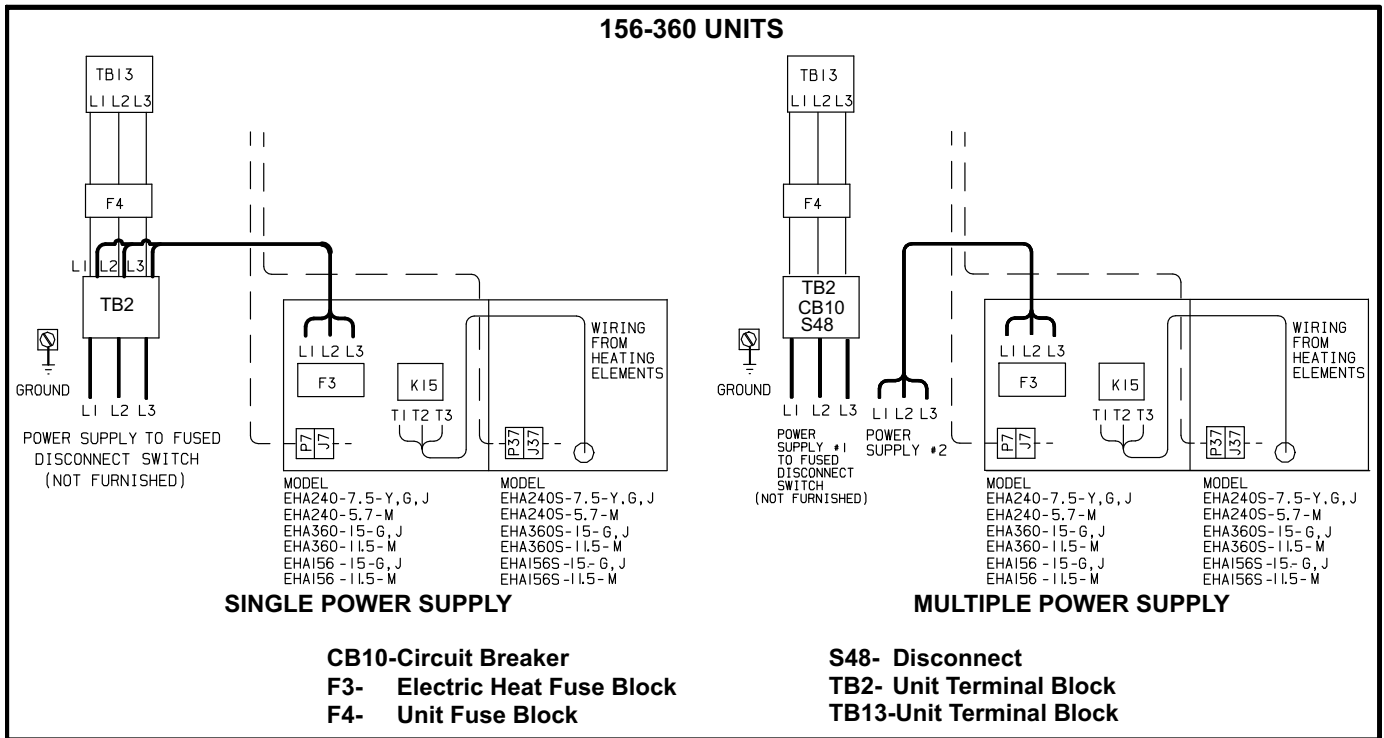 156-360 UNITS
TB13
L1 L2 L3
F4
L1 L2 L3
TB2
GROUND
L1 L2 L3
POWER SUPPLY TO FUSED
DISCONNECT SWITCH
(NOT FURNISHED)
L1 L2 L3
F3
K15
T1 T2 T3
P7
J7
WIRING
FROM
HEATING
ELEMENTS
P37
J37
MODEL
EHA240-7.5-Y,G,J
EHA240-5.7-M
EHA360-15-G,J
EHA360-11.5-M
EHA156 -15-G,J
EHA156 -11.5-M
EHA240S-7.5-Y,G,J
EHA240S-5.7-M
EHA360S-15-G,J
EHA360S-11.5-M
EHA156S-15-G,J
EHA156S-11.5-M
SINGLE POWER SUPPLY
TB13
L1 L2 L3
F4
TB2
CB10
S48
GROUND
L1 L2 L3
POWER
SUPPLY #1
TO FUSED
DISCONNECT
SWITCH
(NOT FURNISHED)
L1 L2 L3
POWER
SUPPLY #2
L1 L2 L3
F3
K15
T1 T2 T3
P7
J7
WIRING
FROM
HEATING
ELEMENTS
P37
J37
MODEL
EHA240-7.5-Y,G,J
EHA240-5.7-M
EHA360-15-G,J
EHA360-11.5-M
EHA156 -15-G,J
EHA156 -11.5-M
MODEL
EHA240S-7.5-Y,G,J
EHA240S-5.7-M
EHA360S-15-G,J
EHA360S-11.5-M
EHA156S-15-G,J
EHA156S-11.5-M
MULTIPLE POWER SUPPLY
CB10-Circuit Breaker
F3- Electric Heat Fuse Block
F4- Unit Fuse Block
S48- Disconnect
TB2- Unit Terminal Block
TB13-Unit Terminal Block